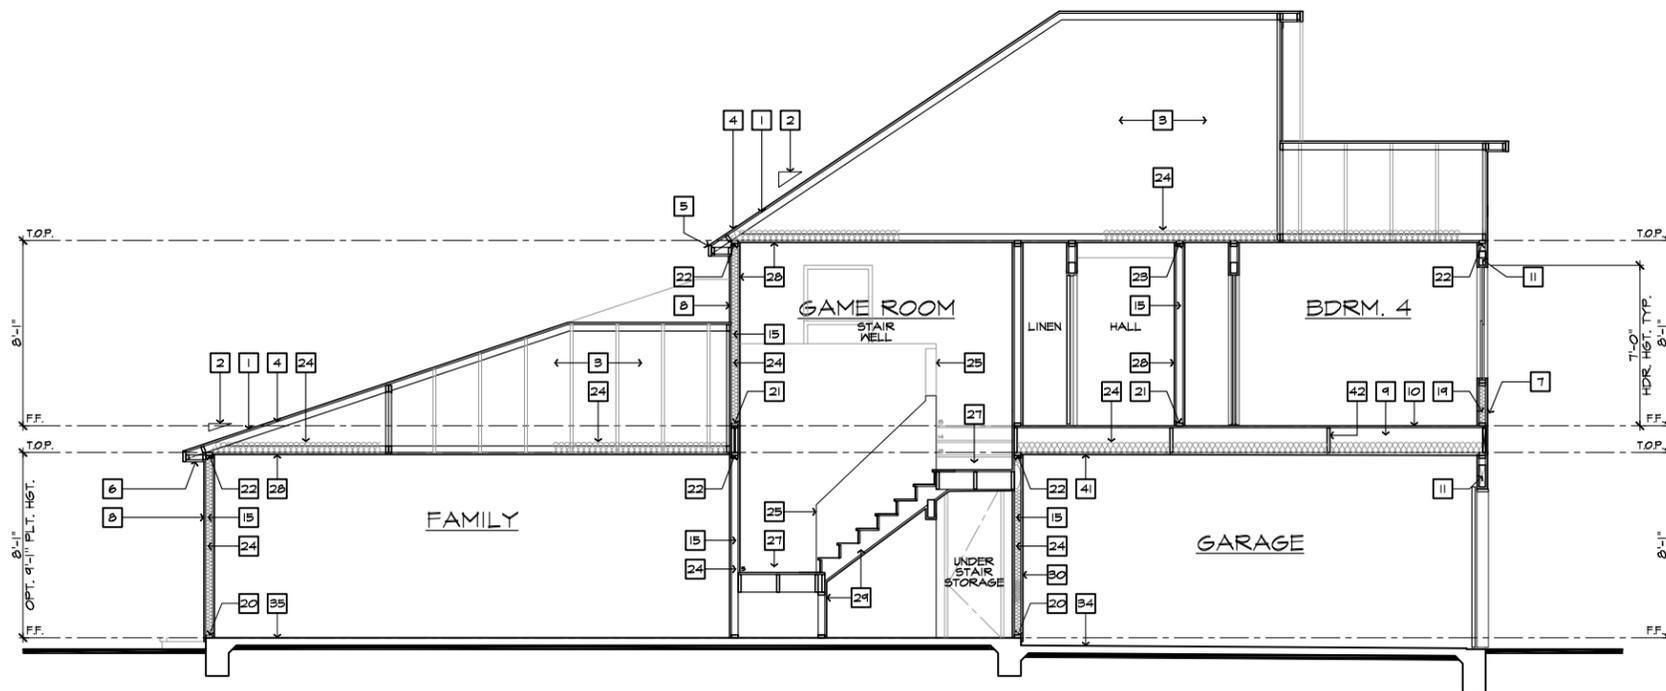 3
4 1 2
24
5
T.O.P. T.O.P.
22 28 23 22 11
8 15
GAME ROOM BDRM. 4
STAIR
WELL
LINEN HALL
15
8'-1" 7'-0" HDR. HGT. TYP. 8'-1"
2 1 4 24 3 24 25 28
24 21 24 21 42 9 10 19 7
27
F.F. F.F.
T.O.P. T.O.P.
6 22 28 22 22 41 11
8 15 25 15
FAMILY
24 15 27 24
GARAGE
8'-1" 8'-1"
OPT. 9'-1" PLT. HGT.
UNDER
STAIR
STORAGE
24 30
29
20 35 20 34
F.F. F.F.